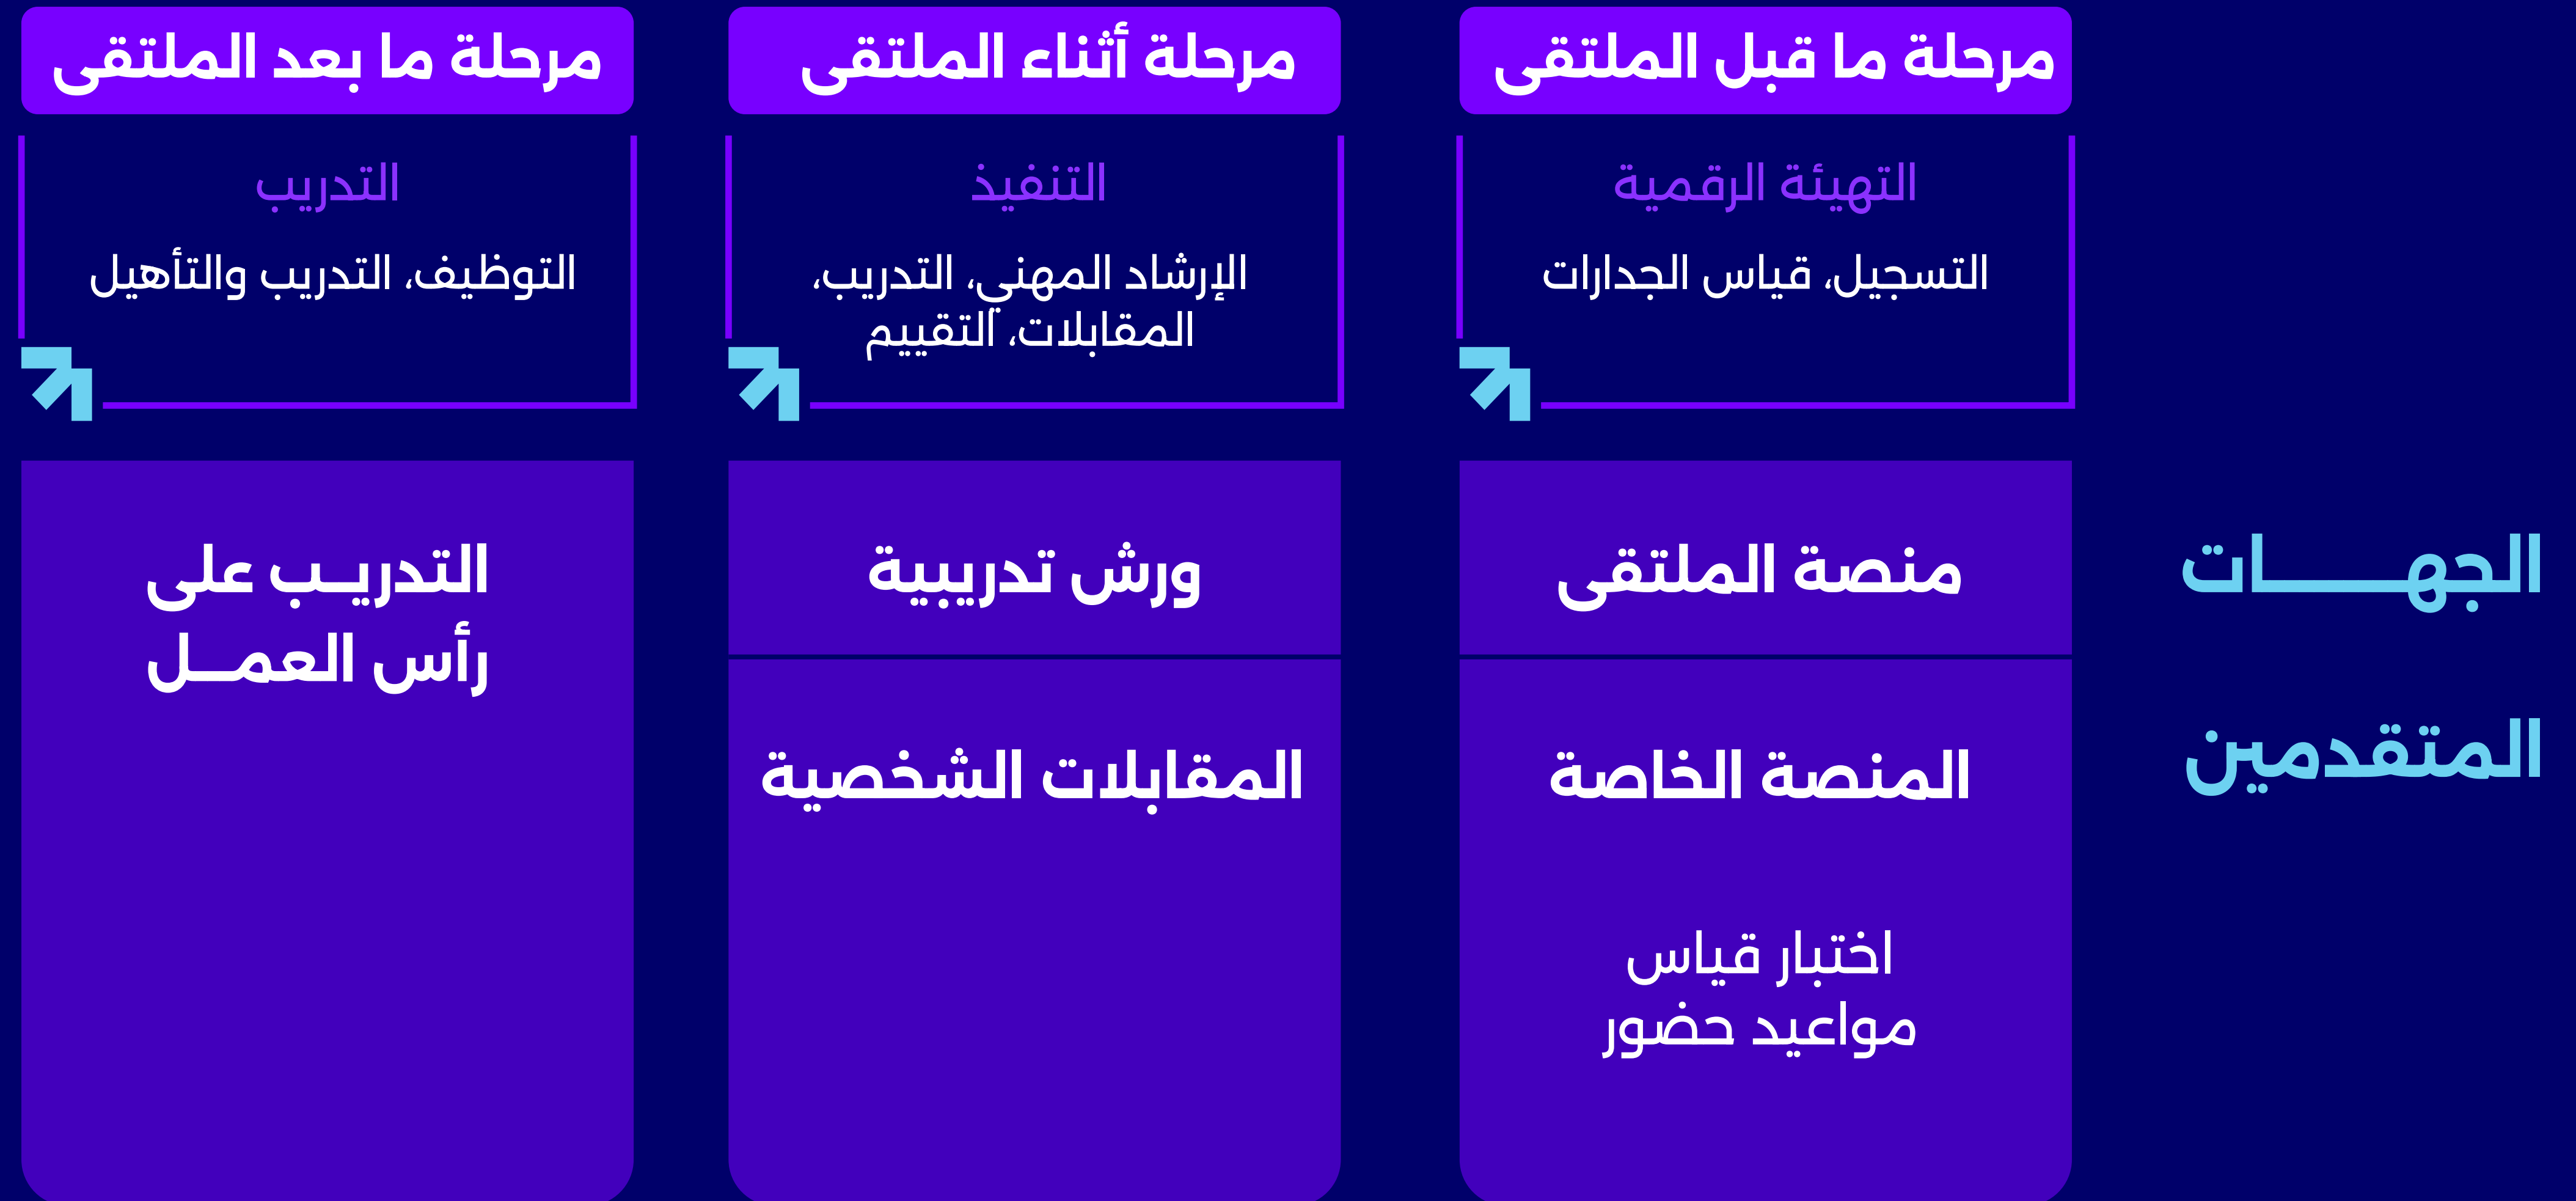 مرحلة ما قبل الملتقى
مرحلة أثناء الملتقى
مرحلة ما بعد الملتقى
التهيئة الرقمية
التسجيل، قياس الجدارات
التنفيذ
الإرشاد المهني، التدريب،
المقابلات، التقييم
التدريب
التوظيف، التدريب والتأهيل
الجهـــــات
منصة الملتقى
ورش تدريبية
التدريـب على
رأس العمـــل
المتقدمين
المنصة الخاصة
المقابلات الشخصية
اختبار قياس
مواعيد حضور